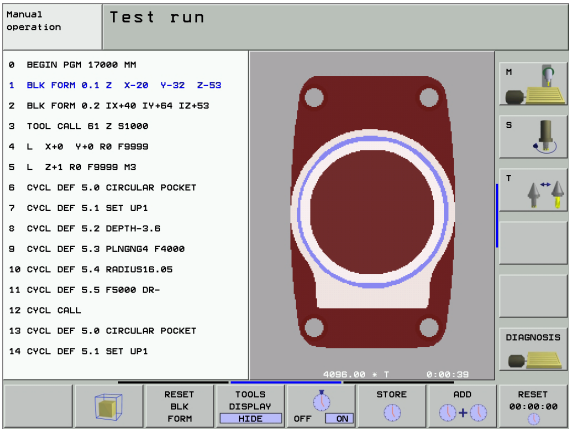 Manual
operation
Test run
0 BEGIN PGM 17000 MM
1 BLK FORM 0.1 Z X-20 Y-32 Z-53
2 BLK FORM 0.2 IX+40 IY+64 IZ+53
3 TOOL CALL 61 Z S1000
4 L X+0 Y+0 R0 F9999
5 L Z+1 R0 F9999 M3
6 CYCL DEF 5.0 CIRCULAR POCKET
7 CYCL DEF 5.1 SET UP1
8 CYCL DEF 5.2 DEPTH-3.6
9 CYCL DEF 5.3 PLNGNG4 F4000
10 CYCL DEF 5.4 RADIUS16.05
11 CYCL DEF 5.5 F5000 DR-
12 CYCL CALL
13 CYCL DEF 5.0 CIRCULAR POCKET
14 CYCL DEF 5.1 SET UP1
4096.00 * T 0:00:39
M
S
T
DIAGNOSIS
RESET
BLK
FORM
TOOLS
DISPLAY
HIDE
OFF ON
STORE
ADD
+
RESET
00:00:00